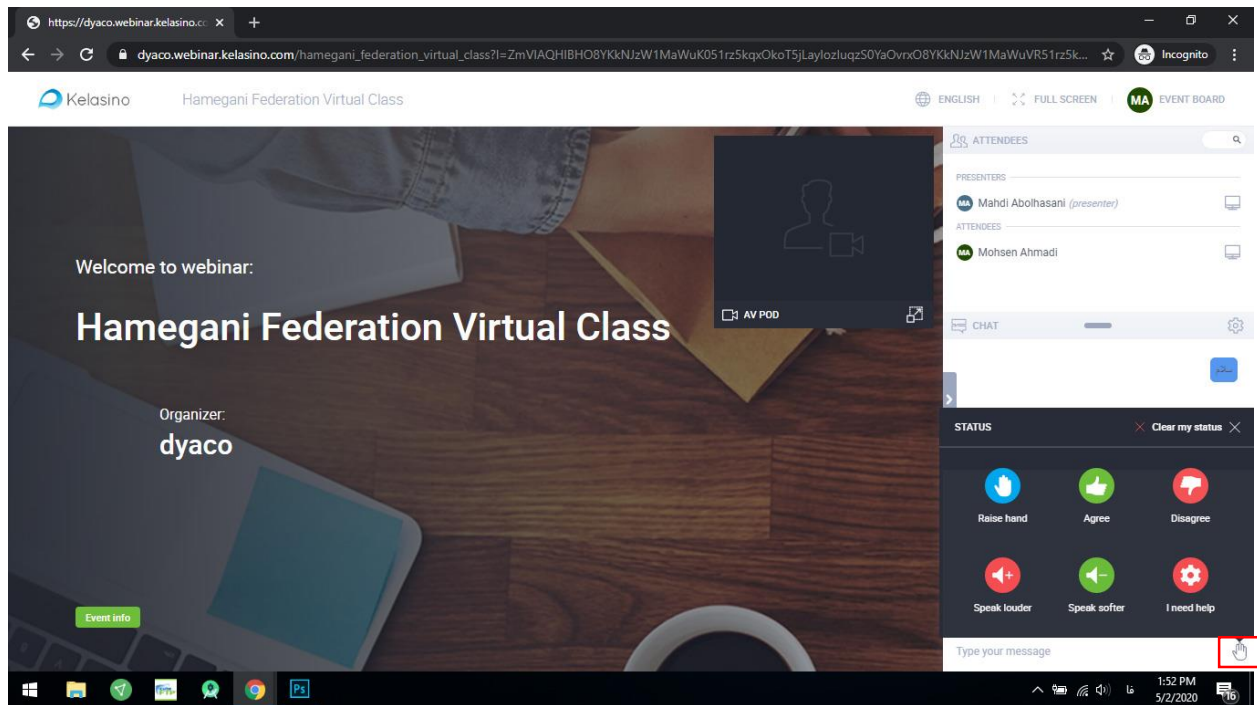 https://dyaco.webinar.kelasino.cc
dyaco.webinar.kelasino.com/hamegani_federation_virtual_class?l=
Incognito
Kelasino
Hamegani Federation Virtual Class
ENGLISH
FULL SCREEN
MA
EVENT BOARD
ATTENDEES
PRESENTERS
MA
Mahdi Abolhasani (presenter)
ATTENDEES
MA
Mohsen Ahmadi
Welcome to webinar:
Hamegani Federation Virtual Class
AV POD
CHAT
سلام
Organizer:
dyaco
STATUS
Clear my status
Raise hand
Agree
Disagree
Speak louder
Speak softer
I need help
Event info
Type your message
Ps
فا
1:52 PM
5/2/2020
16